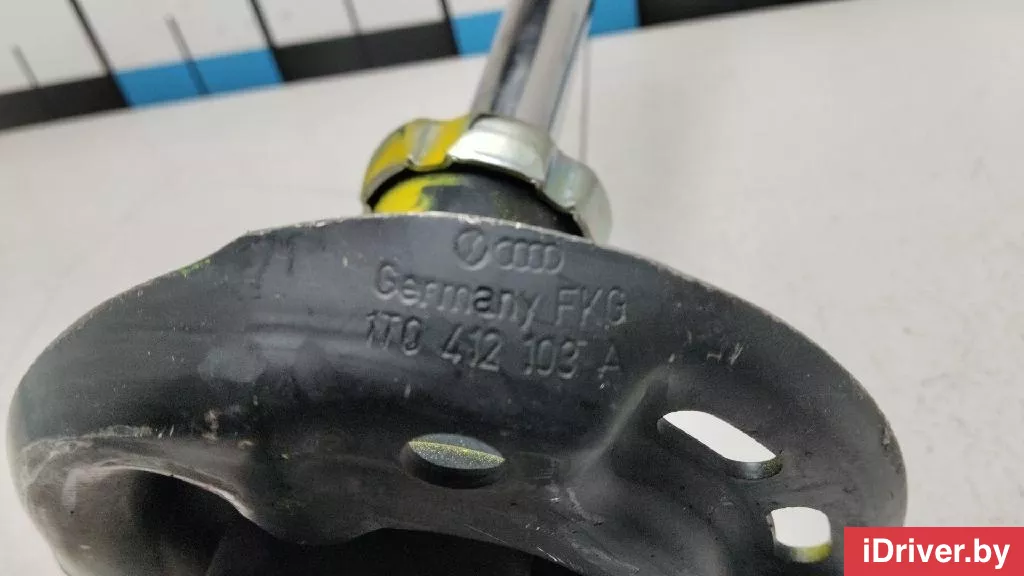 Germany FKG
1T0 412 103 A
iDriver.by